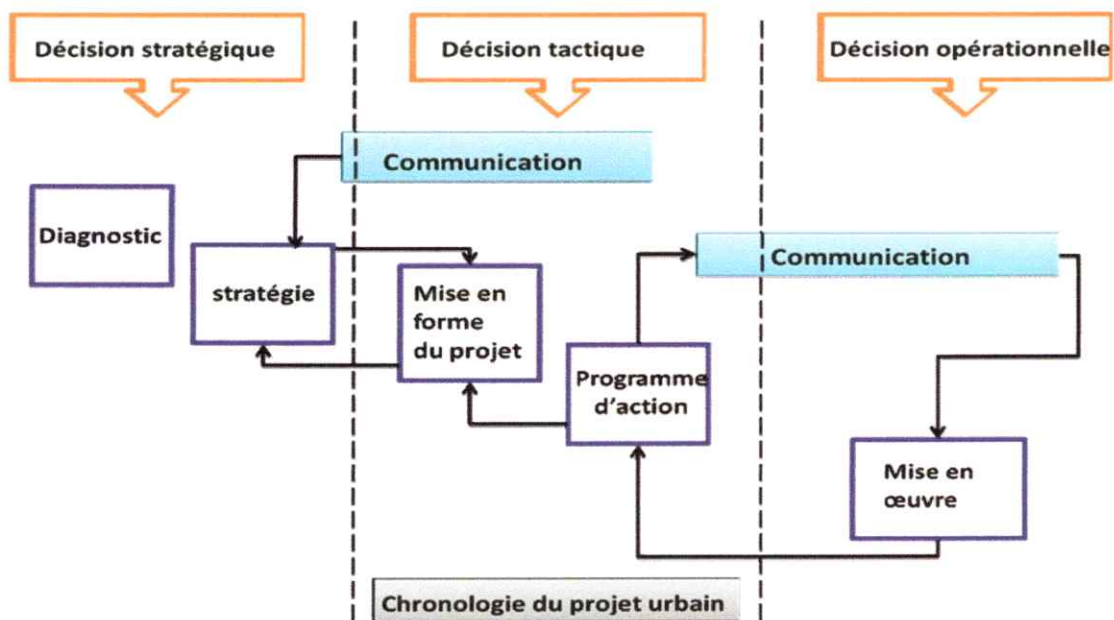 Décision stratégique
Décision tactique
Décision opérationnelle
Communication
Diagnostic
stratégie
Mise en
forme
du projet
Communication
Programme
d'action
Mise en
œuvre
Chronologie du projet urbain